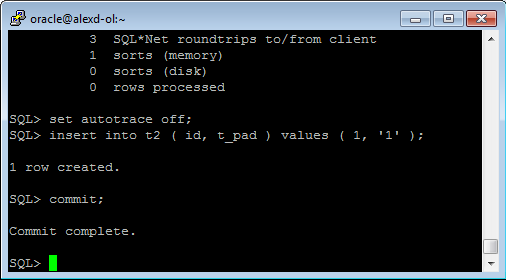 oracle@alexd-ol:~
3 SQL*Net roundtrips to/from client
1 sorts (memory)
0 sorts (disk)
0 rows processed
SQL> set autotrace off;
SQL> insert into t2 ( id, t_pad ) values ( 1, '1' );
1 row created.
SQL> commit;
Commit complete.
SQL>